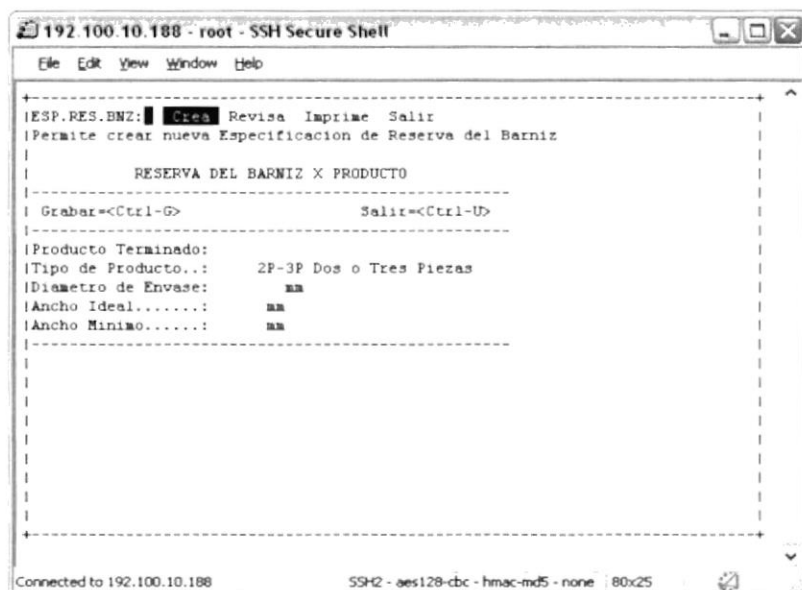 192.100.10.188 - root - SSH Secure Shell
File Edit View Window Help
ESP.RES.BNZ: Crea Revisa Imprime Salir
Permite crear nueva Especificacion de Reserva del Barniz
RESERVA DEL BARNIZ X PRODUCTO
Grabar=<Ctrl-G> Salir=<Ctrl-U>
Producto Terminado:
Tipo de Producto..: 2P-3P Dos o Tres Piezas
Diametro de Envase: mm
Ancho Ideal.......: mm
Ancho Minimo......: mm
Connected to 192.100.10.188 SSH2 - aes128-cbc - hmac-md5 - none 80x25